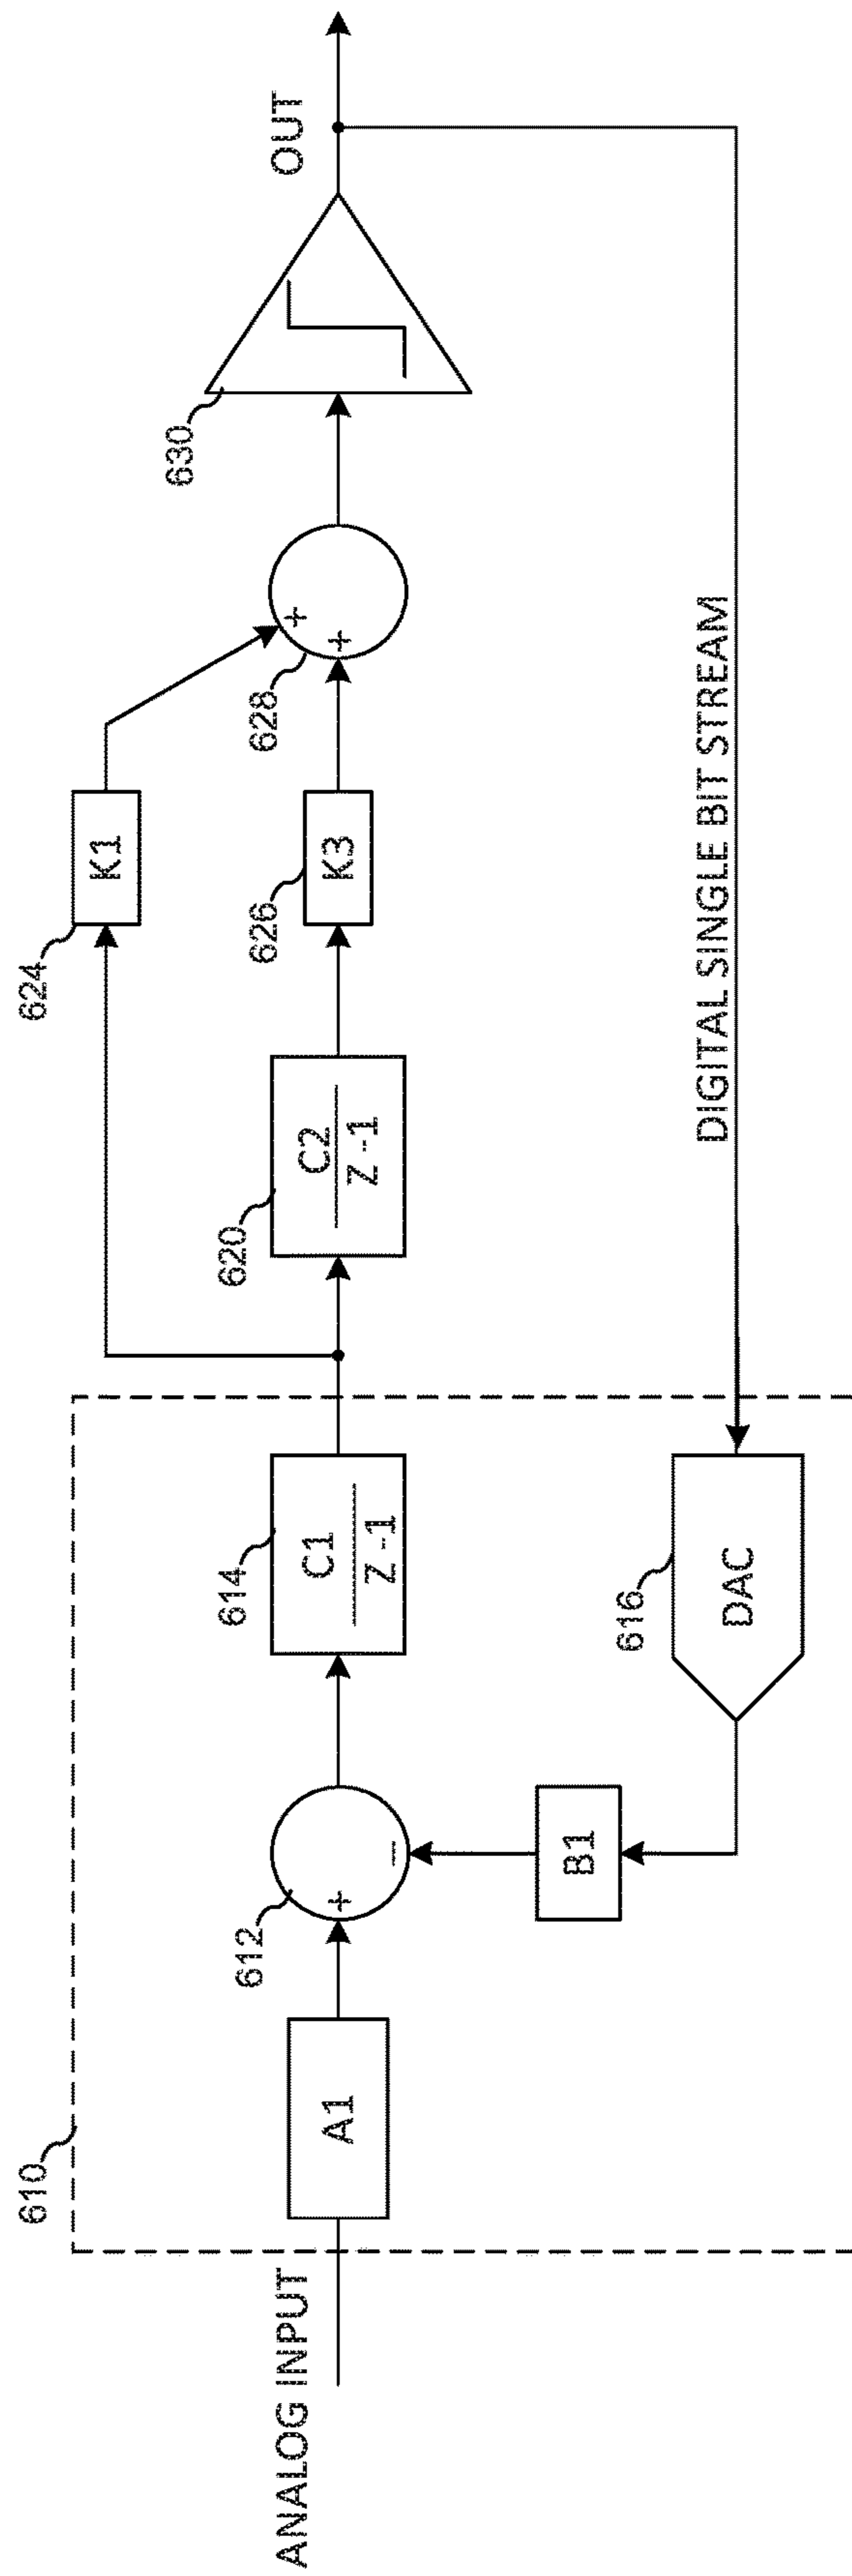 ANALOG INPUT
610
A1
612
+
−
B1
614
C1
Z-1
616
DAC
620
C2
Z-1
624
K1
626
K3
628
+
+
630
OUT
DIGITAL SINGLE BIT STREAM